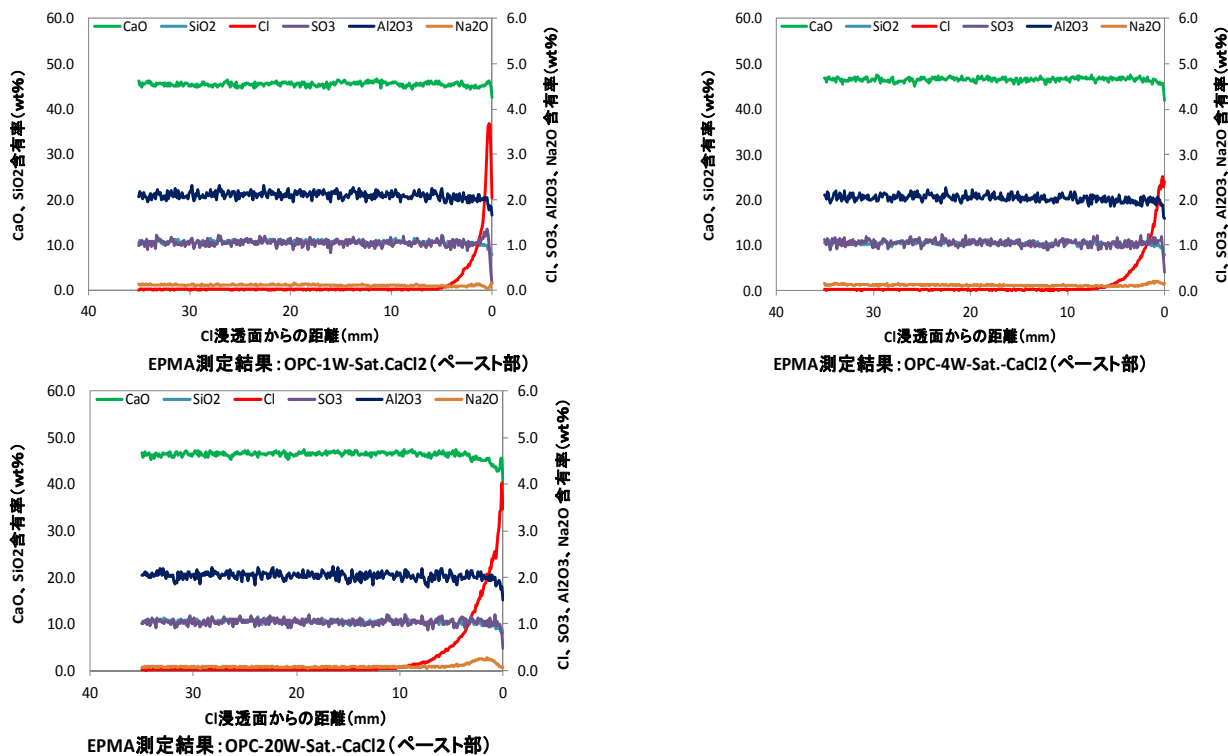 CaO SiO2 Cl SO3 Al2O3 Na2O
60.0
50.0
40.0
30.0
20.0
10.0
0.0
CaO、SiO2含有率(wt%)
6.0
5.0
4.0
3.0
2.0
1.0
0.0
Cl、SO3、Al2O3、Na2O 含有率(wt%)
40 30 20 10 0
Cl浸透面からの距離(mm)
EPMA測定結果:OPC-1W-Sat.CaCl2(ペースト部)
CaO SiO2 Cl SO3 Al2O3 Na2O
60.0
50.0
40.0
30.0
20.0
10.0
0.0
CaO、SiO2含有率(wt%)
6.0
5.0
4.0
3.0
2.0
1.0
0.0
Cl、SO3、Al2O3、Na2O 含有率(wt%)
40 30 20 10 0
Cl浸透面からの距離(mm)
EPMA測定結果:OPC-4W-Sat.-CaCl2(ペースト部)
CaO SiO2 Cl SO3 Al2O3 Na2O
60.0
50.0
40.0
30.0
20.0
10.0
0.0
CaO、SiO2含有率(wt%)
6.0
5.0
4.0
3.0
2.0
1.0
0.0
Cl、SO3、Al2O3、Na2O 含有率(wt%)
40 30 20 10 0
Cl浸透面からの距離(mm)
EPMA測定結果:OPC-20W-Sat.-CaCl2(ペースト部)